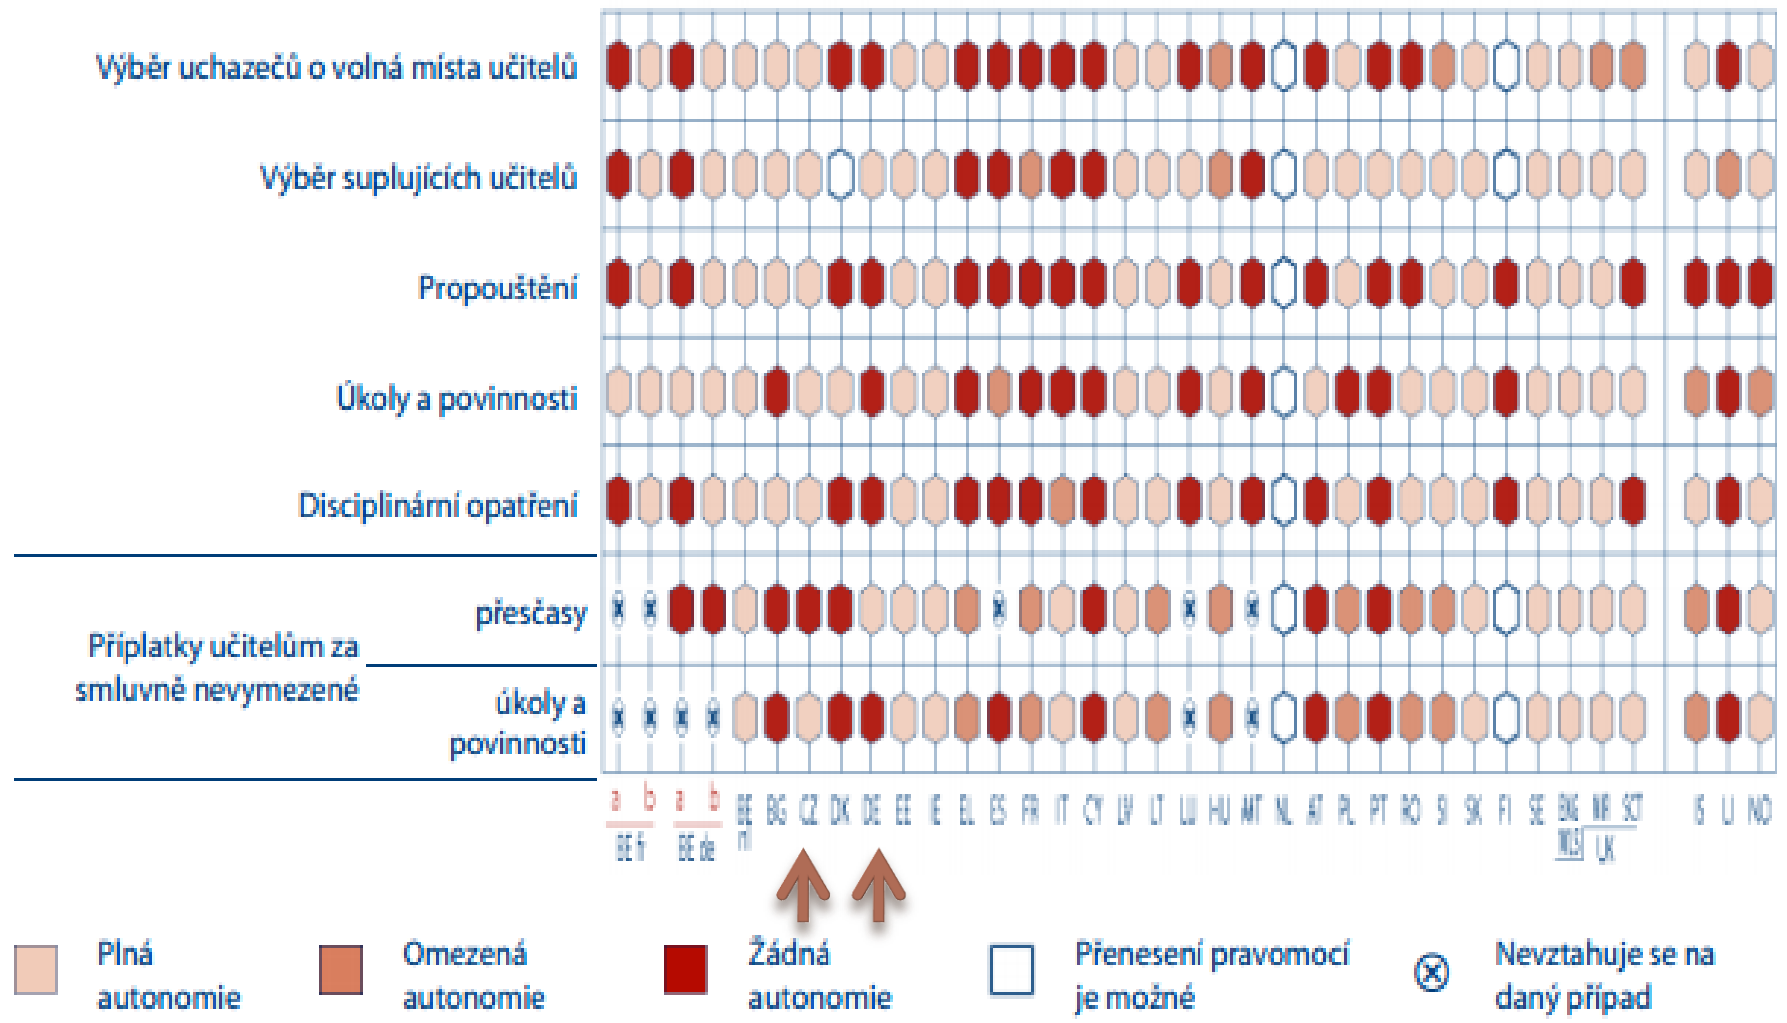 Výběr uchazečů o volná místa učitelů
Výběr suplujících učitelů
Propouštění
Úkoly a povinnosti
Disciplinární opatření
Příplatky učitelům za
smluvně nevymezené
přesčasy
úkoly a
povinnosti
a b a b BE BG CZ DK DE EE IE EL ES FR IT CY LV LT LU HU MT NL AT PL PT RO SI SK FI SE ENG NIR SCT IS LI NO
BE fr BE de nl WLS UK
Plná
autonomie
Omezená
autonomie
Žádná
autonomie
Přenesení pravomocí
je možné
Nevztahuje se na
daný případ